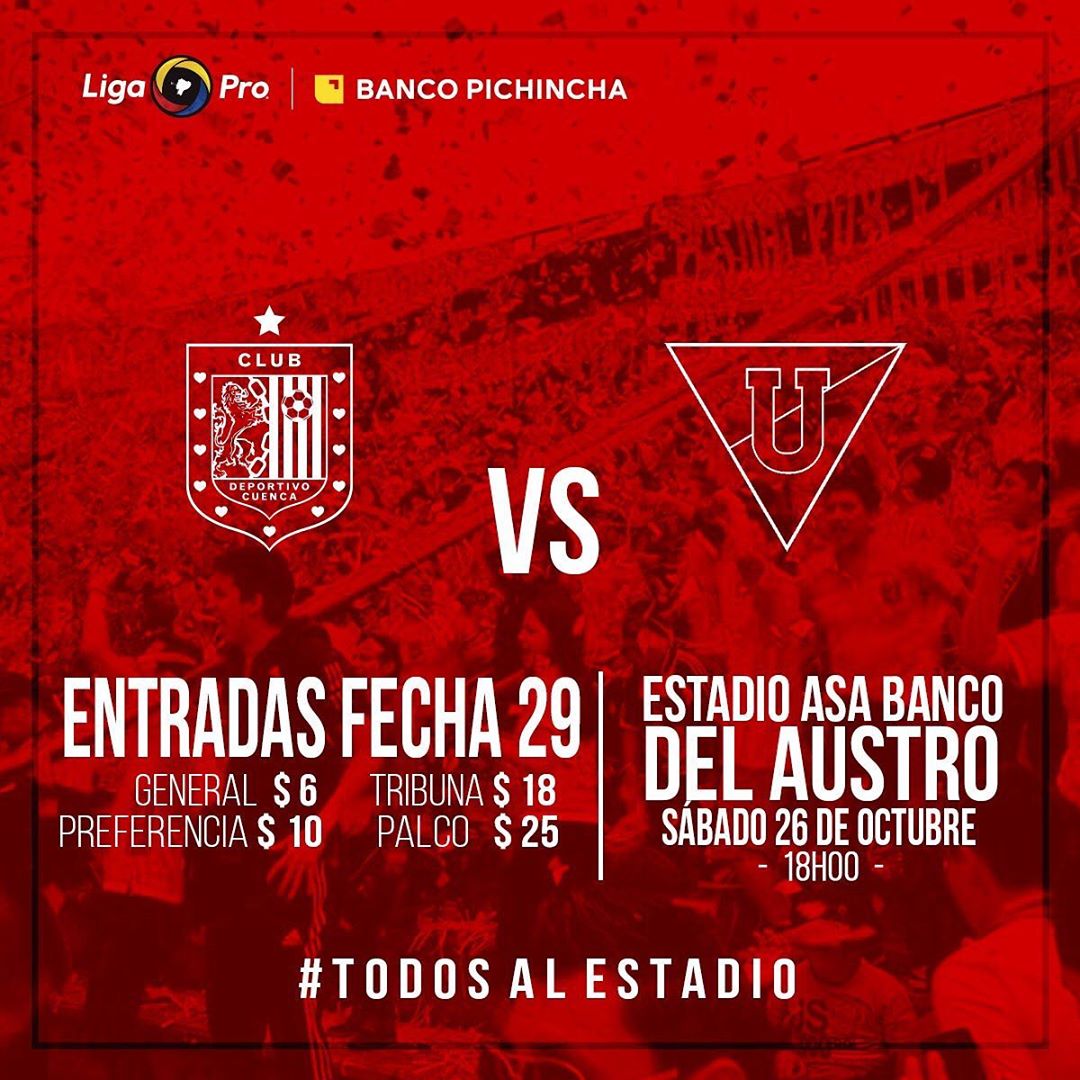 Liga Pro
BANCO PICHINCHA
CLUB
DEPORTIVO
CUENCA
U
VS
ENTRADAS FECHA 29
GENERAL $ 6
TRIBUNA $ 18
PREFERENCIA $ 10
PALCO $ 25
ESTADIO ASA BANCO
DEL AUSTRO
SÁBADO 26 DE OCTUBRE
- 18H00 -
#TODOS AL ESTADIO